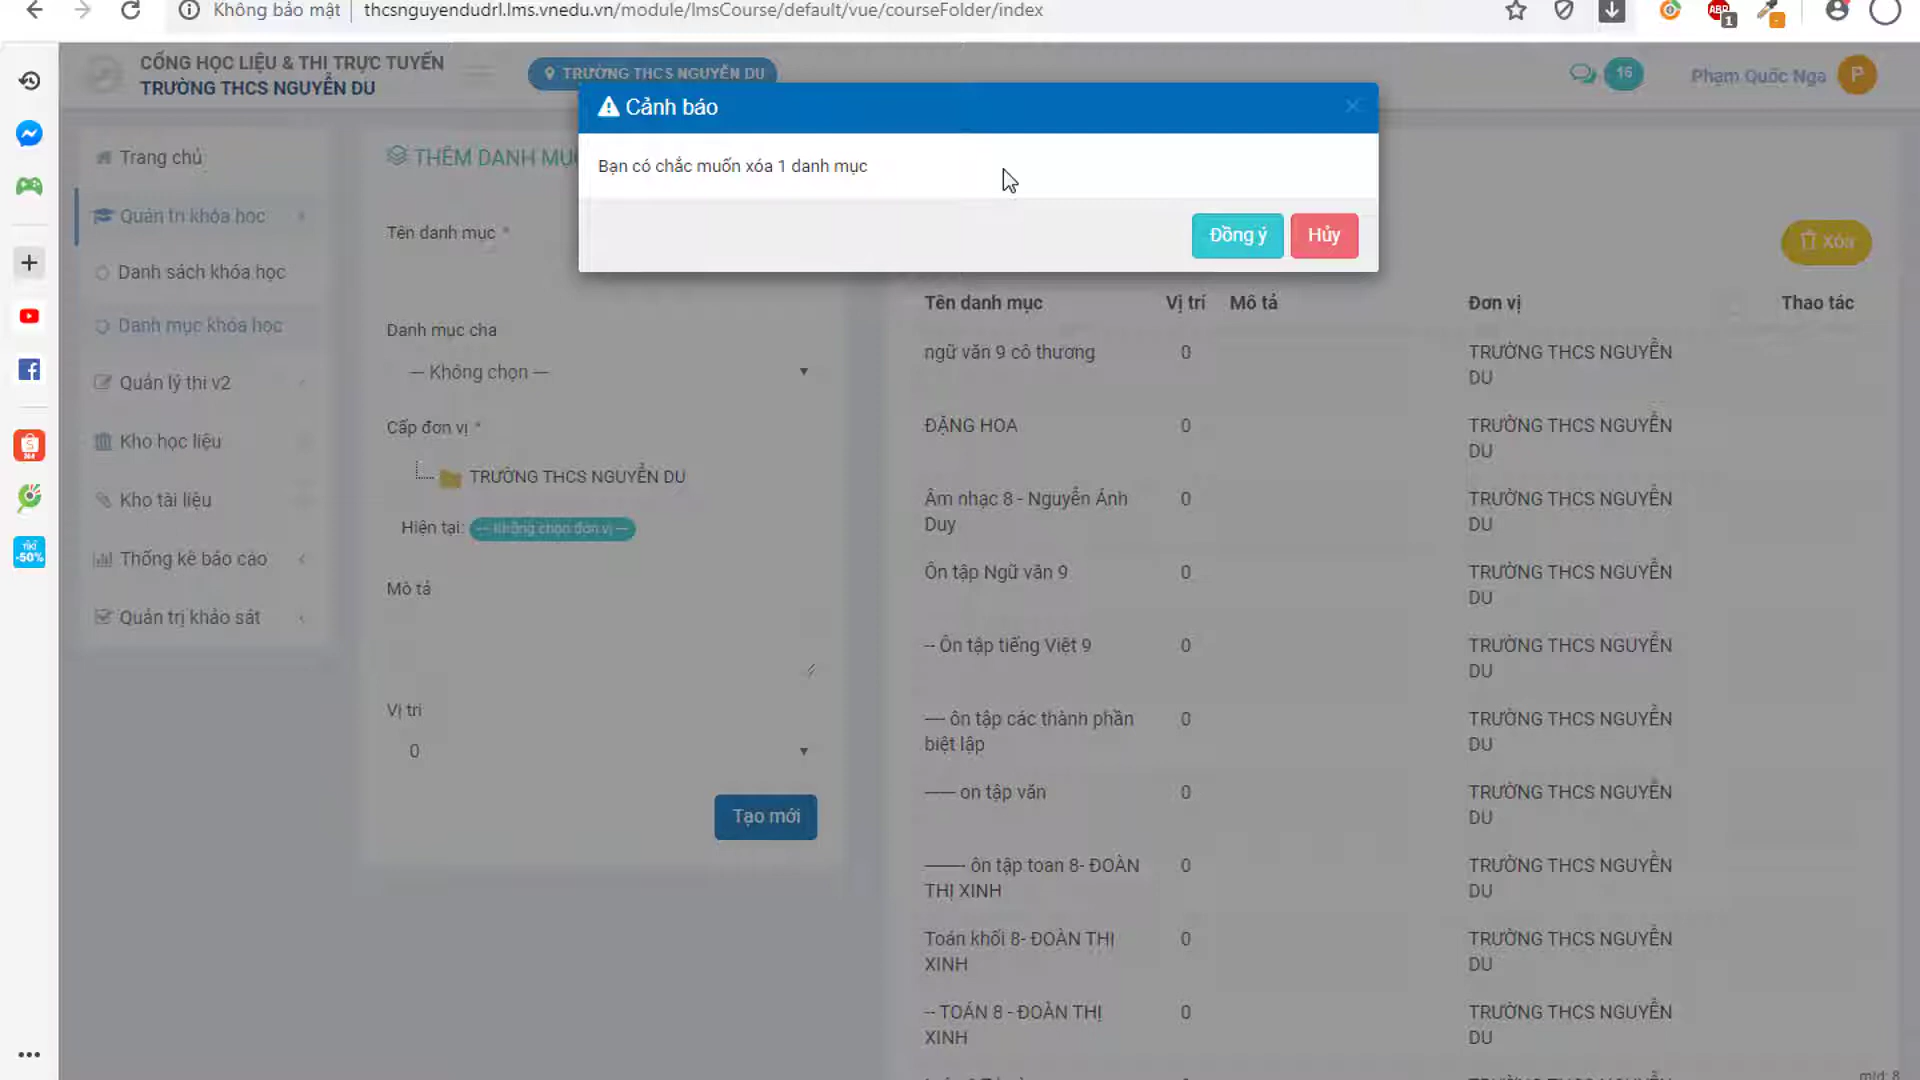 Không bảo mật
thcsnguyendudrl.lms.vnedu.vn/module/lmsCourse/default/vue/courseFolder/index
ABP
1
CỔNG HỌC LIỆU & THI TRỰC TUYẾN
TRƯỜNG THCS NGUYỄN DU
TRƯỜNG THCS NGUYỄN DU
16
Phạm Quốc Nga
P
Cảnh báo
Bạn có chắc muốn xóa 1 danh mục
Đồng ý
Hủy
Trang chủ
Quản trị khóa học
Danh sách khóa học
Danh mục khóa học
Quản lý thi v2
Kho học liệu
Kho tài liệu
Thống kê báo cáo
Quản trị khảo sát
tiki
-50%
THÊM DANH MỤC
Tên danh mục *
Danh mục cha
--- Không chọn ---
Cấp đơn vị *
TRƯỜNG THCS NGUYỄN DU
Hiện tại:
--- Không chọn đơn vị ---
Mô tả
Vị trí
0
Tạo mới
Xóa
Tên danh mục Vị trí Mô tả Đơn vị Thao tác
ngữ văn 9 cô thương 0 TRƯỜNG THCS NGUYỄN
DU
ĐẶNG HOA 0 TRƯỜNG THCS NGUYỄN
DU
Âm nhạc 8 - Nguyễn Ánh 0 TRƯỜNG THCS NGUYỄN
Duy DU
Ôn tập Ngữ văn 9 0 TRƯỜNG THCS NGUYỄN
DU
-- Ôn tập tiếng Việt 9 0 TRƯỜNG THCS NGUYỄN
DU
---- ôn tập các thành phần 0 TRƯỜNG THCS NGUYỄN
biệt lập DU
------ on tập văn 0 TRƯỜNG THCS NGUYỄN
DU
-------- ôn tập toan 8- ĐOÀN 0 TRƯỜNG THCS NGUYỄN
THỊ XINH DU
Toán khối 8- ĐOÀN THỊ 0 TRƯỜNG THCS NGUYỄN
XINH DU
-- TOÁN 8 - ĐOÀN THỊ 0 TRƯỜNG THCS NGUYỄN
XINH DU